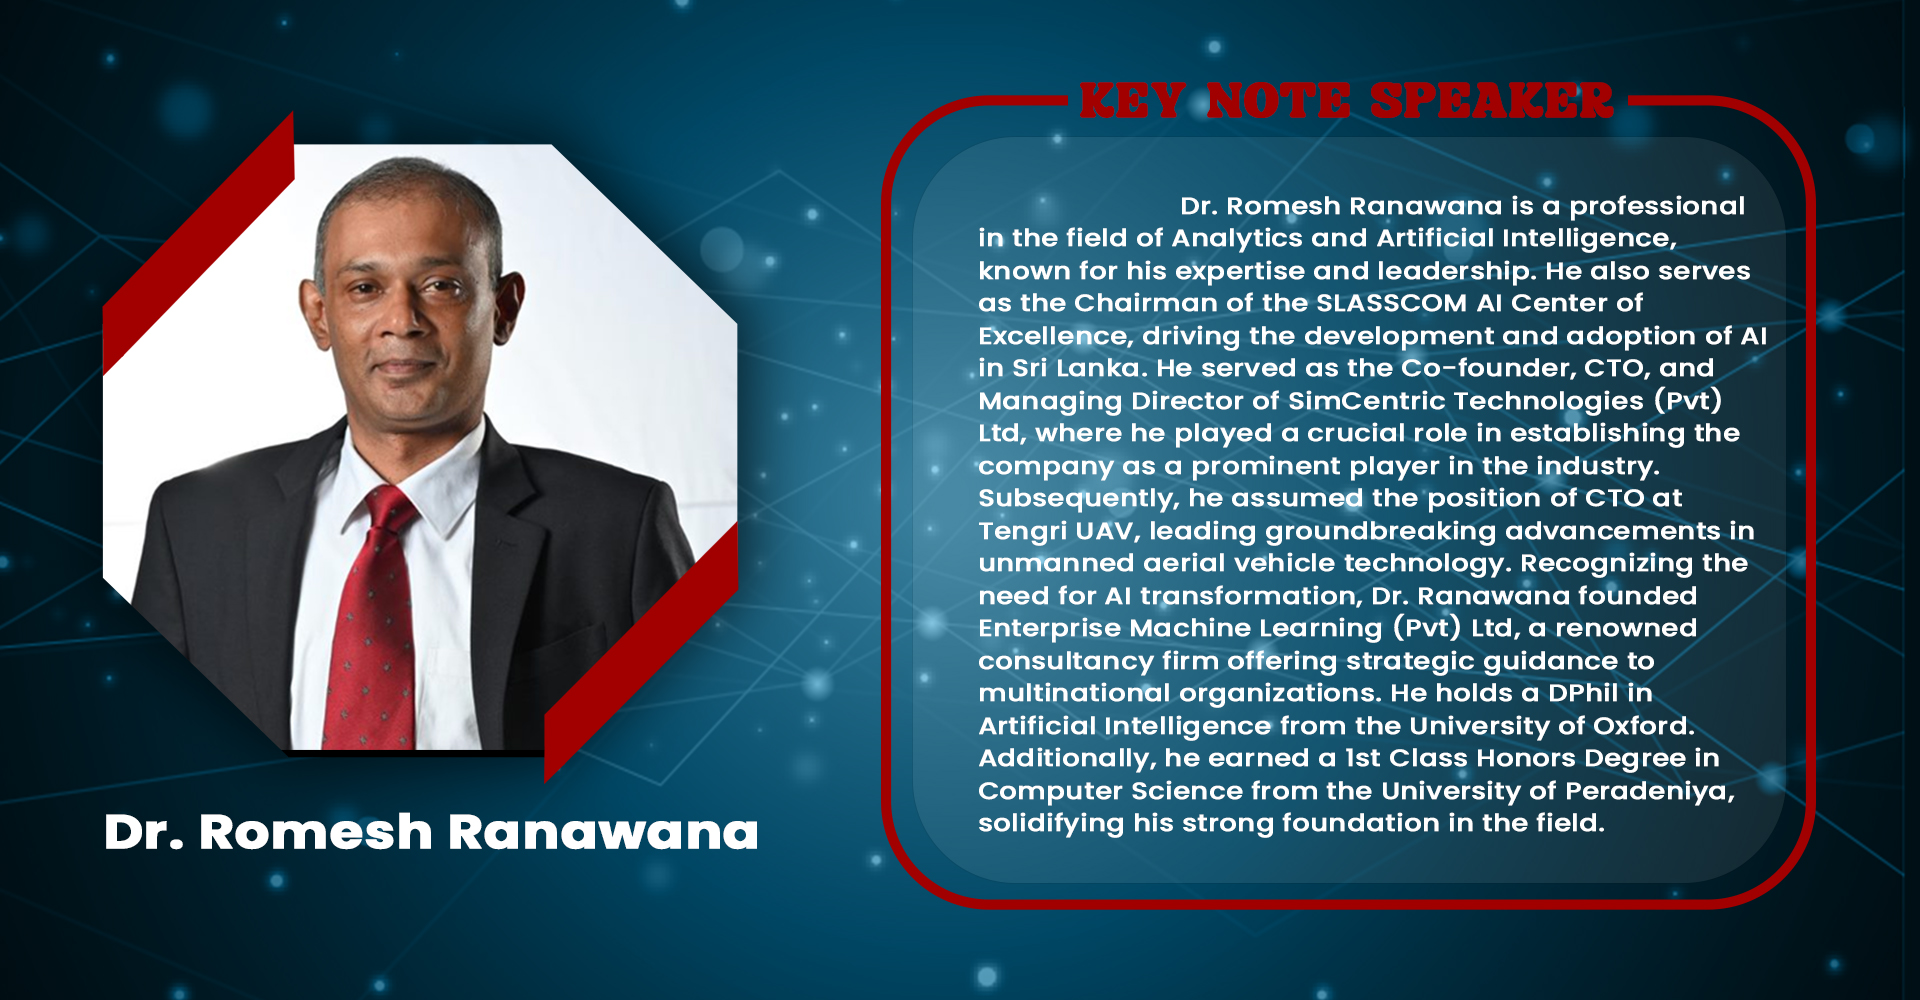 KEY NOTE SPEAKER
Dr. Romesh Ranawana is a professional
in the field of Analytics and Artificial Intelligence,
known for his expertise and leadership. He also serves
as the Chairman of the SLASSCOM AI Center of
Excellence, driving the development and adoption of AI
in Sri Lanka. He served as the Co-founder, CTO, and
Managing Director of SimCentric Technologies (Pvt)
Ltd, where he played a crucial role in establishing the
company as a prominent player in the industry.
Subsequently, he assumed the position of CTO at
Tengri UAV, leading groundbreaking advancements in
unmanned aerial vehicle technology. Recognizing the
need for AI transformation, Dr. Ranawana founded
Enterprise Machine Learning (Pvt) Ltd, a renowned
consultancy firm offering strategic guidance to
multinational organizations. He holds a DPhil in
Artificial Intelligence from the University of Oxford.
Additionally, he earned a 1st Class Honors Degree in
Computer Science from the University of Peradeniya,
solidifying his strong foundation in the field.
Dr. Romesh Ranawana